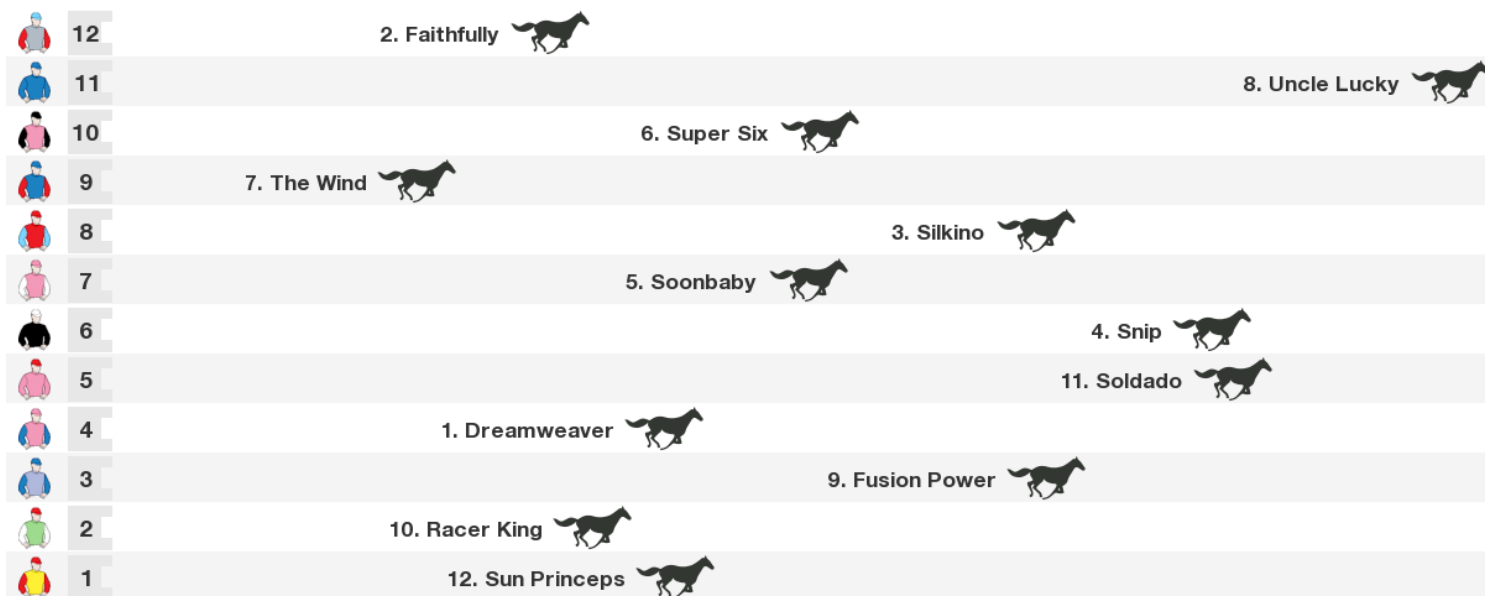 12 2. Faithfully
11 8. Uncle Lucky
10 6. Super Six
9 7. The Wind
8 3. Silkino
7 5. Soonbaby
6 4. Snip
5 11. Soldado
4 1. Dreamweaver
3 9. Fusion Power
2 10. Racer King
1 12. Sun Princeps